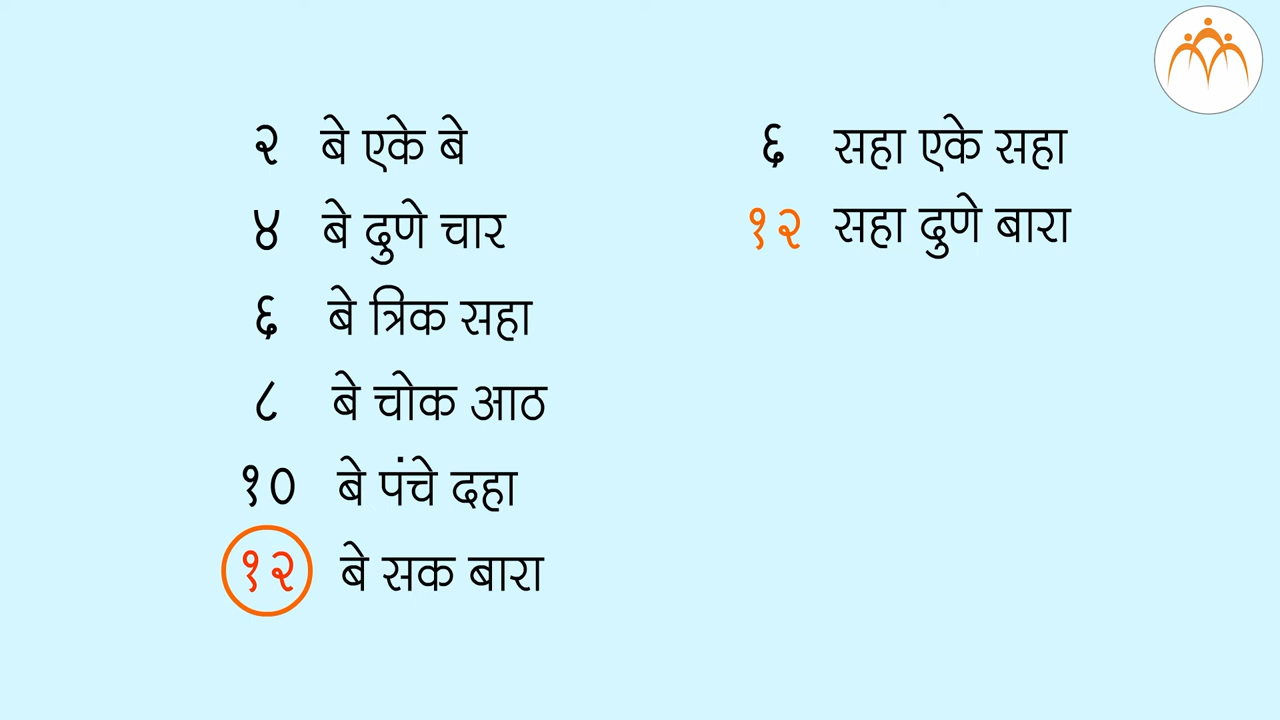 २ बे एके बे
४ बे दुणे चार
६ बे त्रिक सहा
८ बे चोक आठ
१० बे पंचे दहा
१२ बे सक बारा
६ सहा एके सहा
१२ सहा दुणे बारा